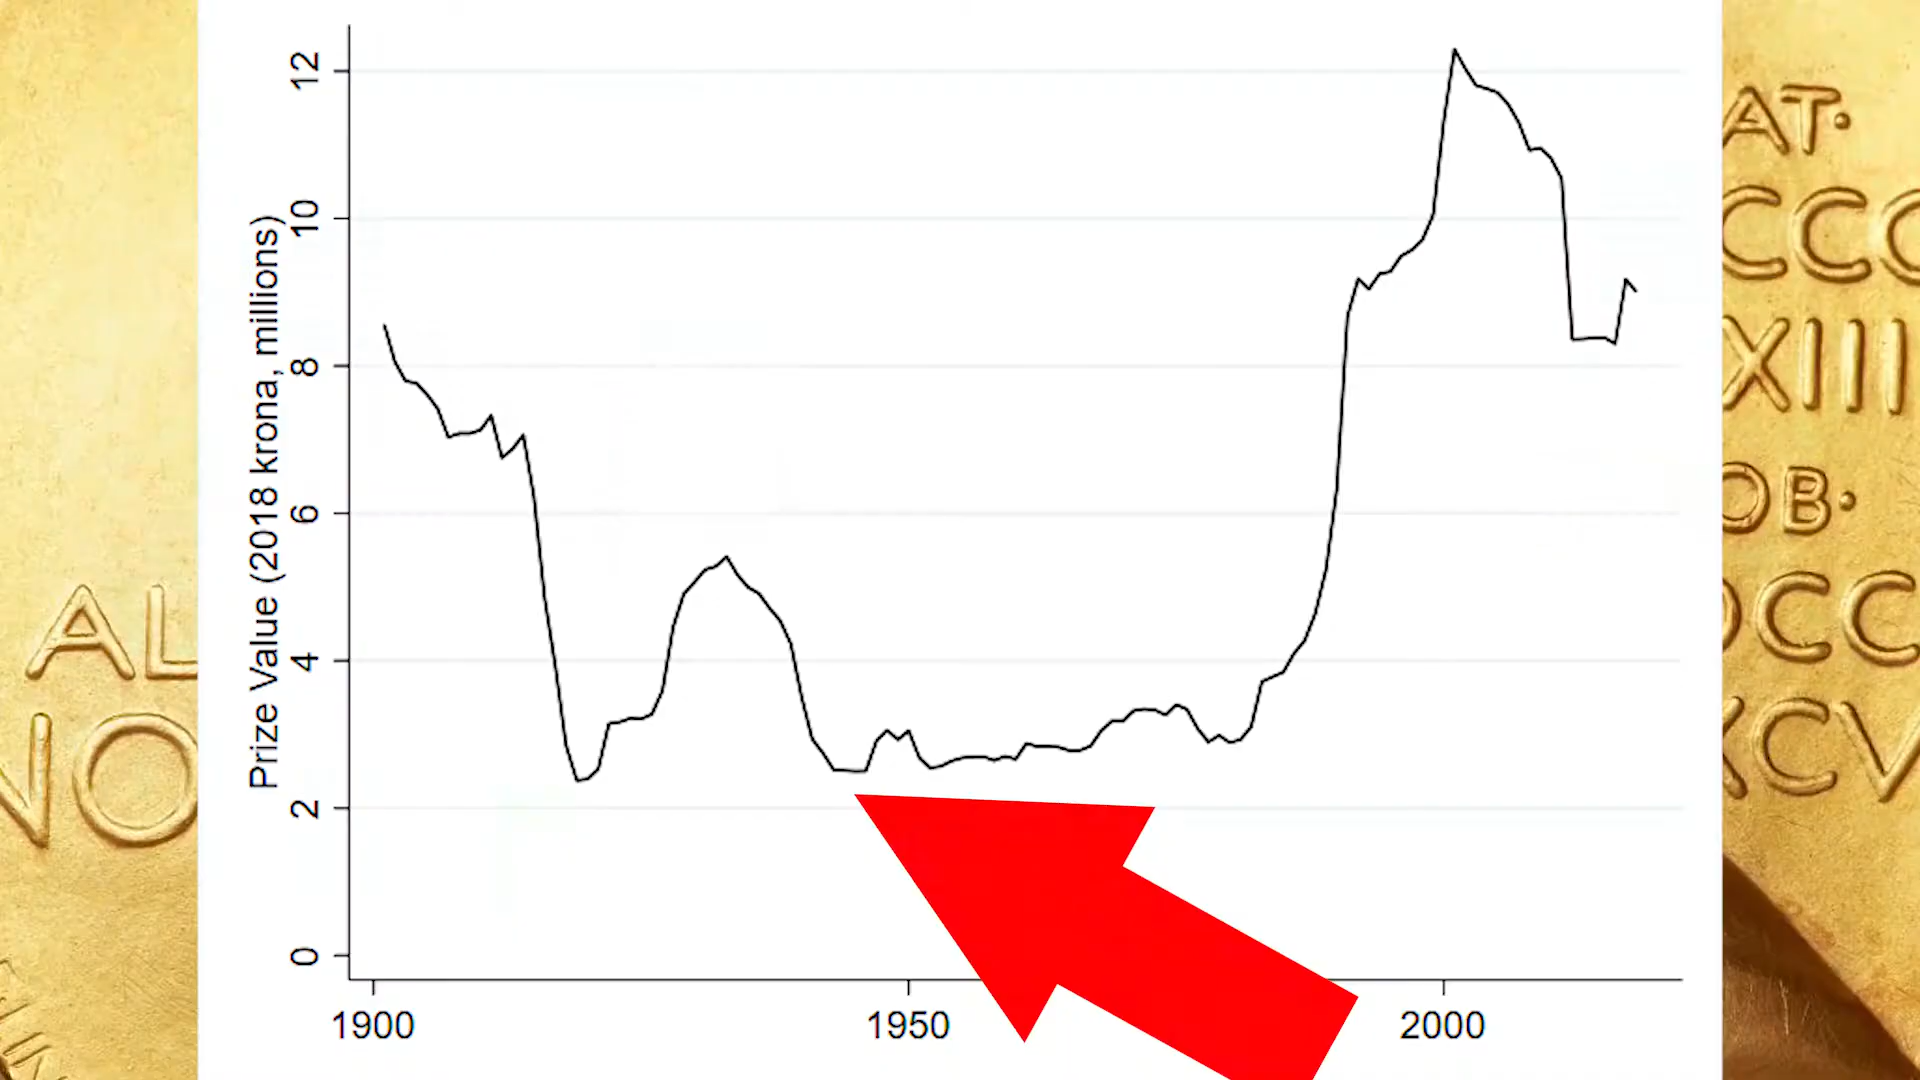 Prize Value (2018 krona, millions)
12
10
8
6
4
2
0
1900
1950
2000
AL
NO
AT·
CCC
XIII
OB·
CC
XCV